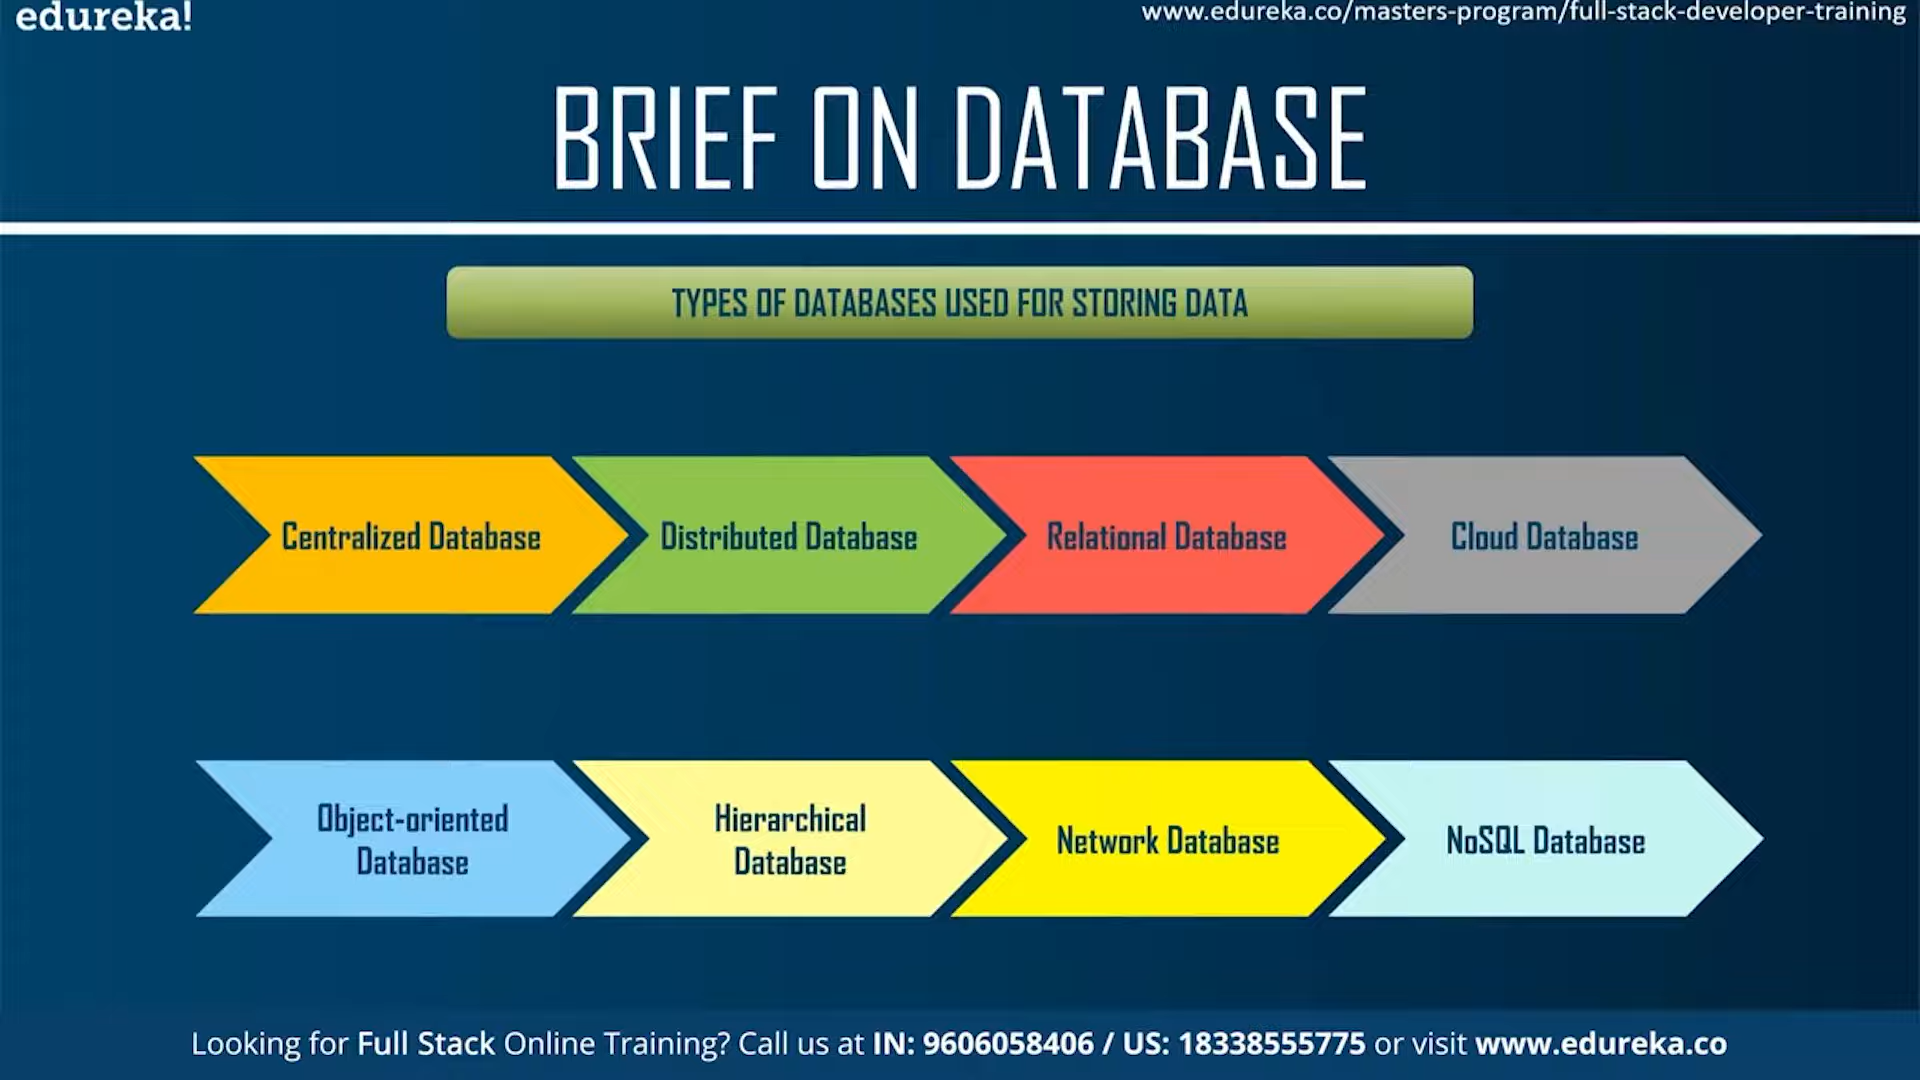 edureka!
www.edureka.co/masters-program/full-stack-developer-training
BRIEF ON DATABASE
TYPES OF DATABASES USED FOR STORING DATA
Centralized Database
Distributed Database
Relational Database
Cloud Database
Object-oriented
Database
Hierarchical
Database
Network Database
NoSQL Database
Looking for Full Stack Online Training? Call us at IN: 9606058406 / US: 18338555775 or visit www.edureka.co